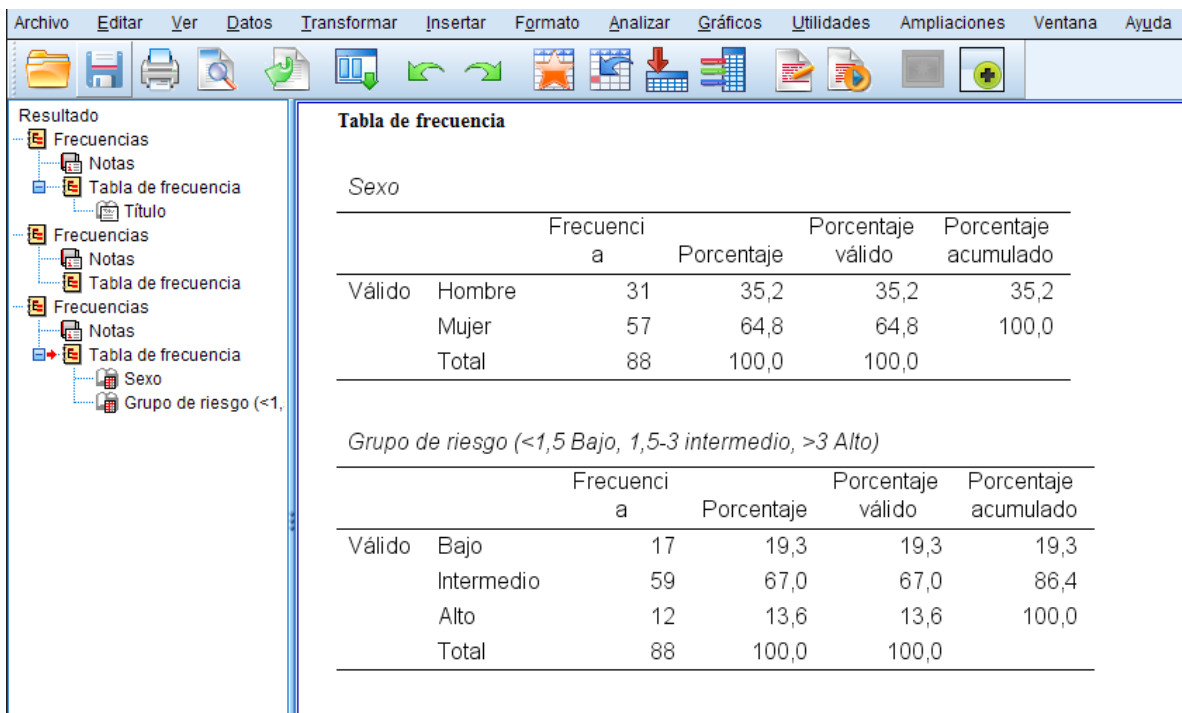 Archivo Editar Ver Datos Transformar Insertar Formato Analizar Gráficos Utilidades Ampliaciones Ventana Ayuda
Resultado
Frecuencias
Notas
Tabla de frecuencia
Título
Frecuencias
Notas
Tabla de frecuencia
Frecuencias
Notas
Tabla de frecuencia
Sexo
Grupo de riesgo (<1,
Tabla de frecuencia
Sexo
Frecuenci Porcentaje Porcentaje
a Porcentaje válido acumulado
Válido Hombre 31 35,2 35,2 35,2
Mujer 57 64,8 64,8 100,0
Total 88 100,0 100,0
Grupo de riesgo (<1,5 Bajo, 1,5-3 intermedio, >3 Alto)
Frecuenci Porcentaje Porcentaje
a Porcentaje válido acumulado
Válido Bajo 17 19,3 19,3 19,3
Intermedio 59 67,0 67,0 86,4
Alto 12 13,6 13,6 100,0
Total 88 100,0 100,0